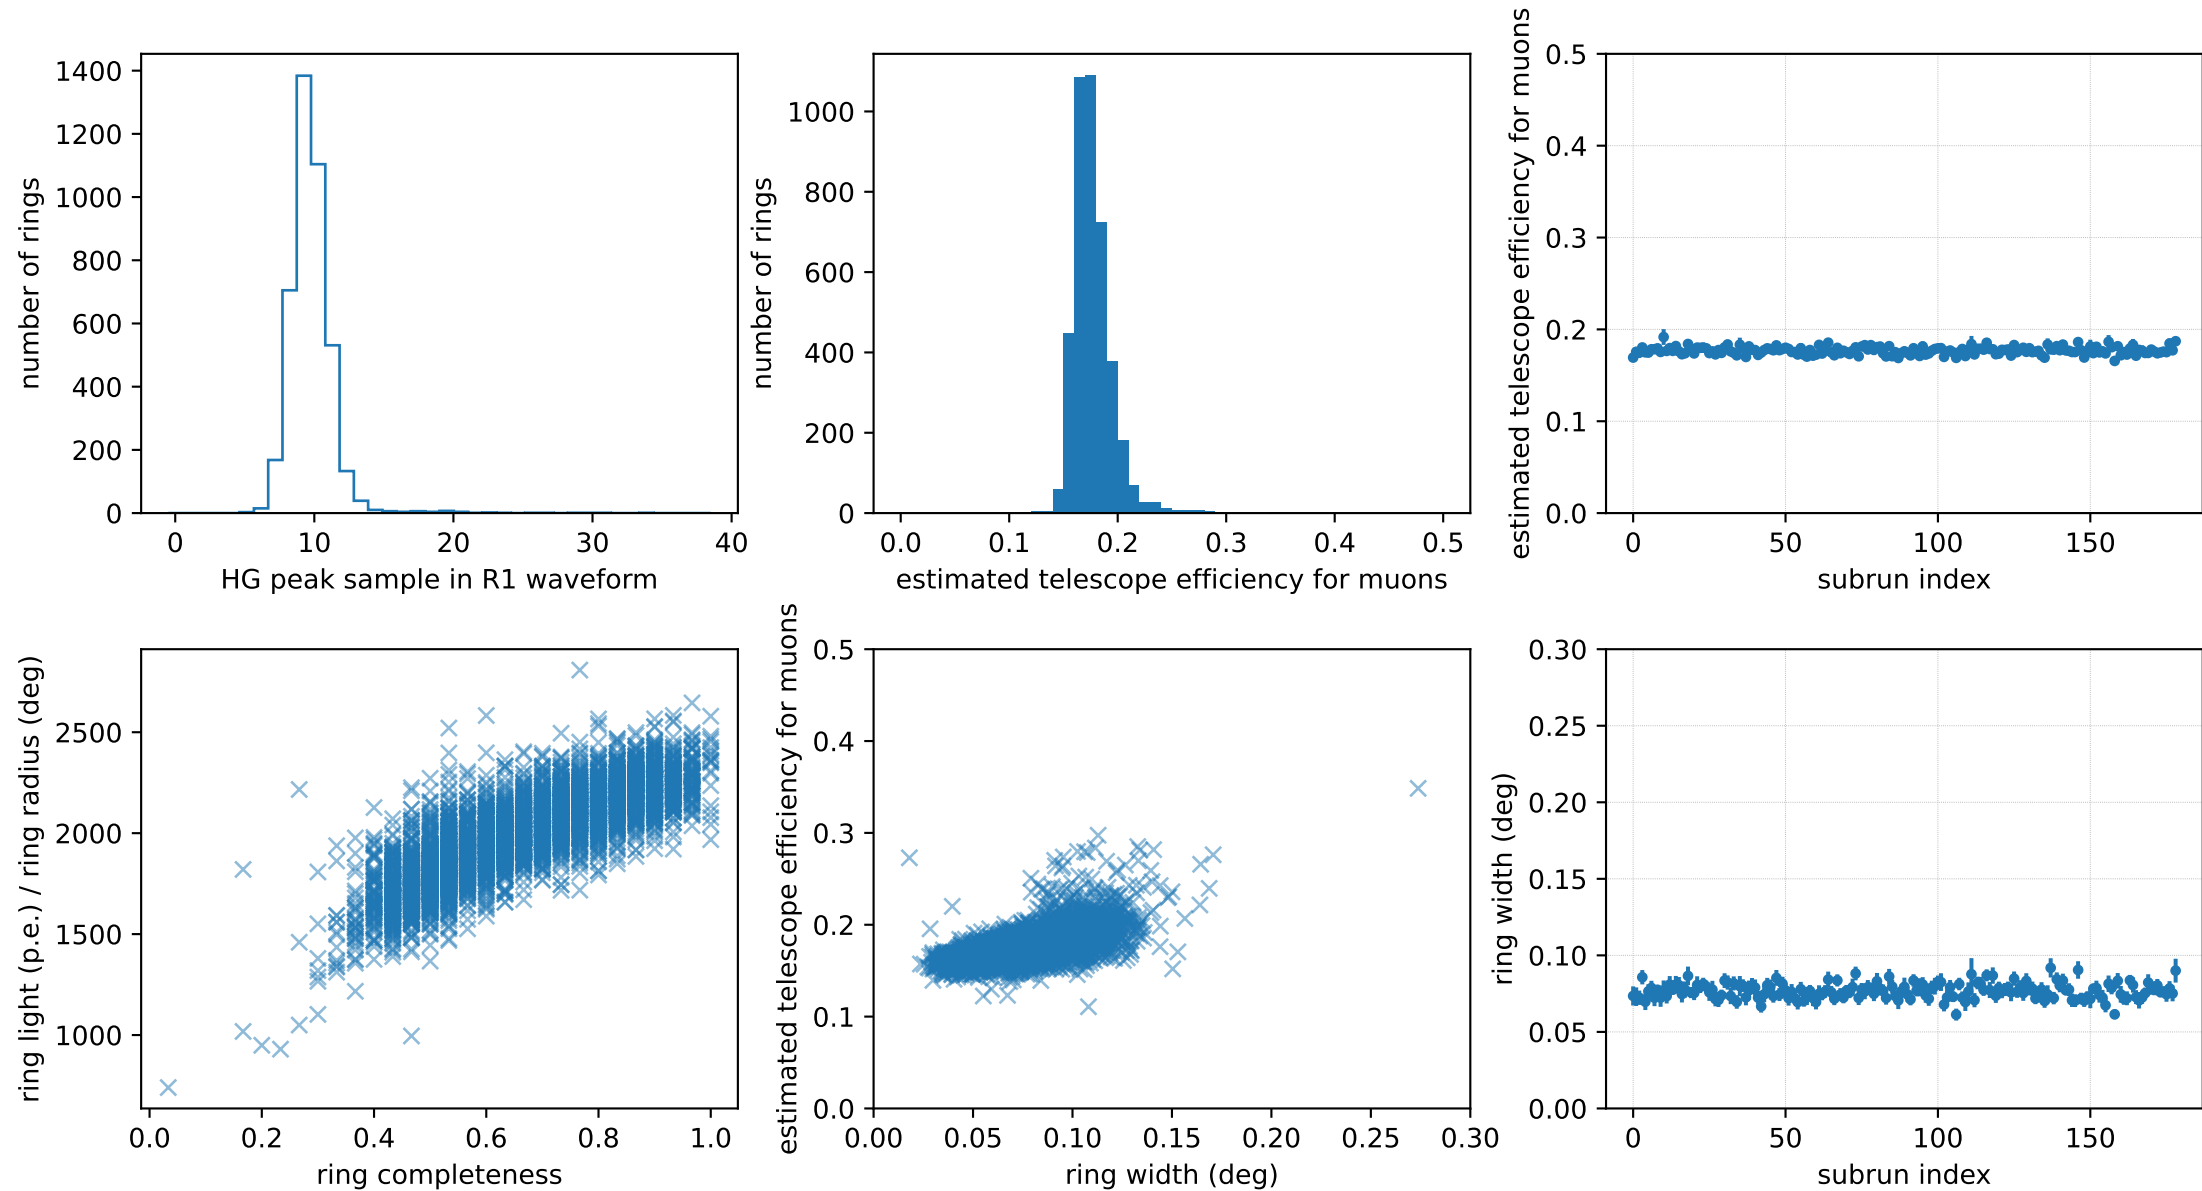 number of rings
1400
1200
1000
800
600
400
200
0
0 10 20 30 40
HG peak sample in R1 waveform
number of rings
1000
800
600
400
200
0
0.0 0.1 0.2 0.3 0.4 0.5
estimated telescope efficiency for muons
estimated telescope efficiency for muons
0.5
0.4
0.3
0.2
0.1
0.0
0 50 100 150
subrun index
ring light (p.e.) / ring radius (deg)
2500
2000
1500
1000
0.0 0.2 0.4 0.6 0.8 1.0
ring completeness
estimated telescope efficiency for muons
0.5
0.4
0.3
0.2
0.1
0.0
0.00 0.05 0.10 0.15 0.20 0.25 0.30
ring width (deg)
ring width (deg)
0.30
0.25
0.20
0.15
0.10
0.05
0.00
0 50 100 150
subrun index